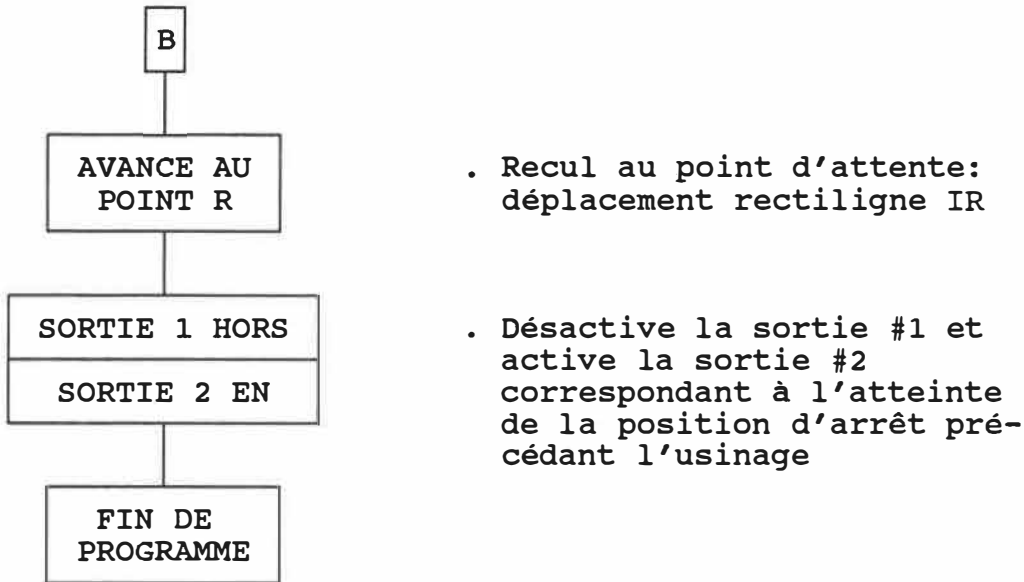 B
AVANCE AU
POINT R
. Recul au point d'attente:
déplacement rectiligne IR
SORTIE 1 HORS
SORTIE 2 EN
. Désactive la sortie #1 et
active la sortie #2
correspondant à l'atteinte
de la position d'arrêt pré-
cédant l'usinage
FIN DE
PROGRAMME